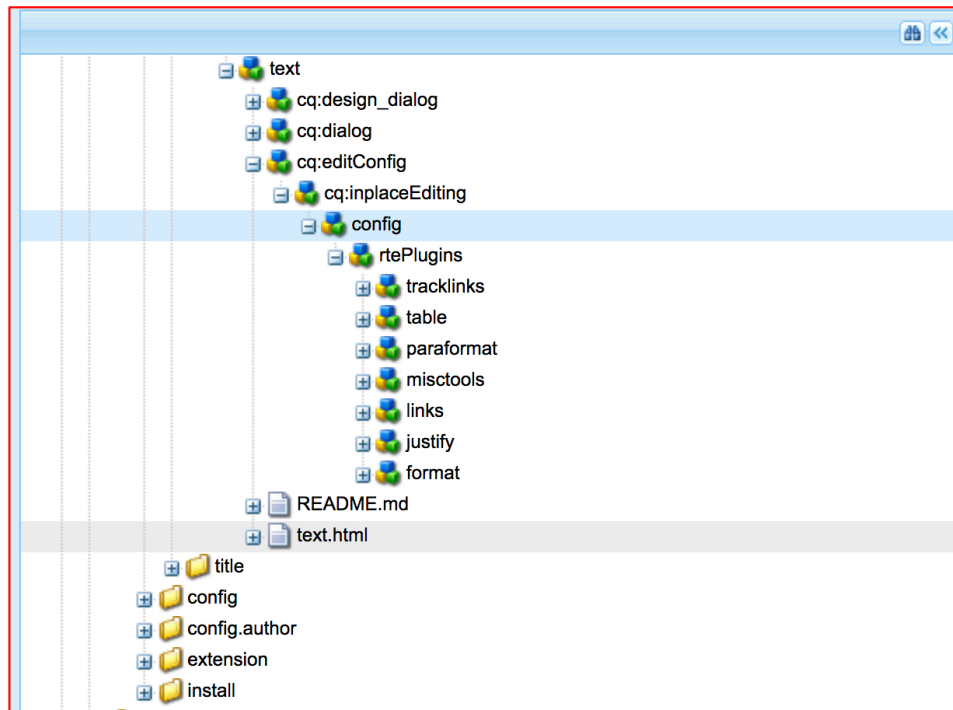 text
cq:design_dialog
cq:dialog
cq:editConfig
cq:inplaceEditing
config
rtePlugins
tracklinks
table
paraformat
misctools
links
justify
format
README.md
text.html
title
config
config.author
extension
install